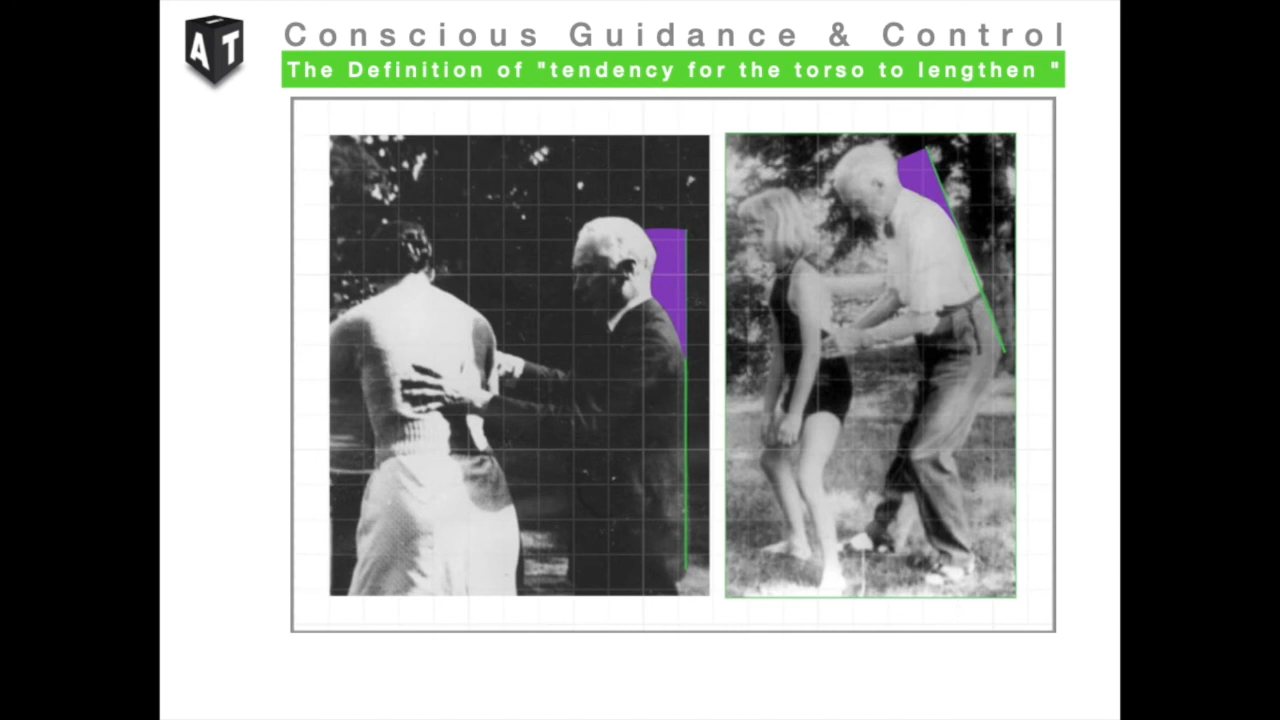 AT
Conscious Guidance & Control
The Definition of "tendency for the torso to lengthen "